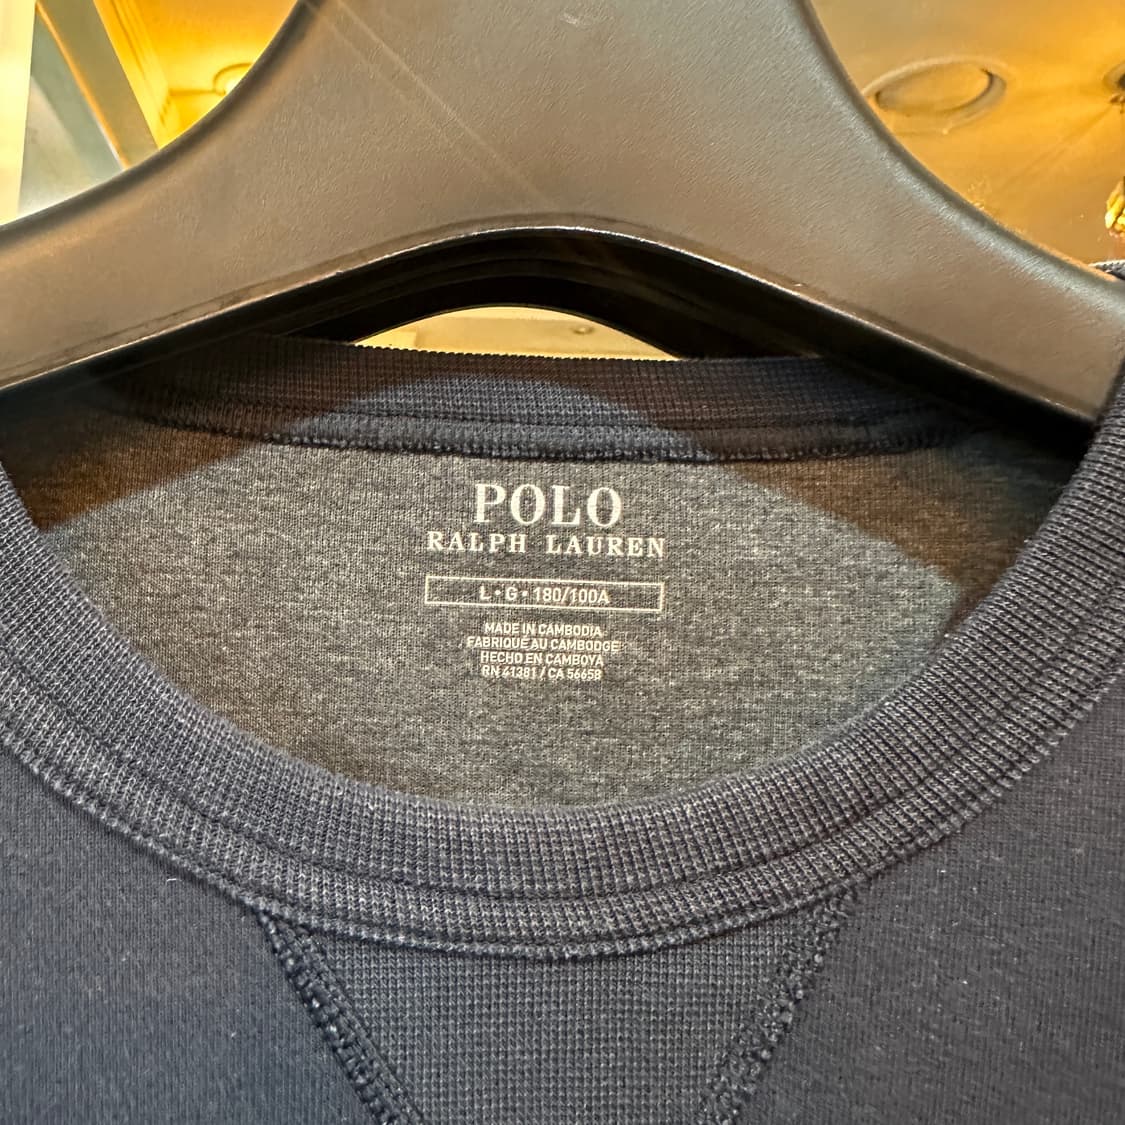 POLO
RALPH LAUREN
L • G • 180/100A
MADE IN CAMBODIA
FABRIQUÉ AU CAMBODGE
HECHO EN CAMBOYA
RN 41381 / CA 56658